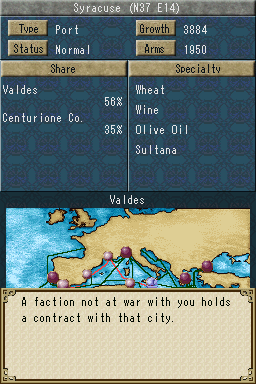 Syracuse (N37 E14)
Type Port Growth 3884
Status Normal Arms 1950
Share Specialty
Valdes
58%
Centurione Co.
35%
Wheat
Wine
Olive Oil
Sultana
Valdes
A faction not at war with you holds
a contract with that city.